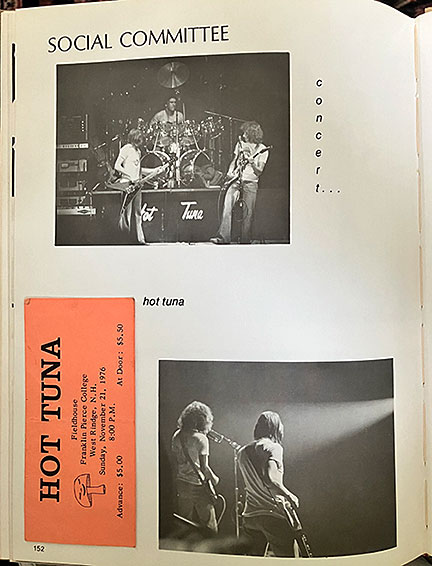 SOCIAL COMMITTEE
concert...
Hot Tuna
hot tuna
HOT TUNA
Fieldhouse
Franklin Pierce College
West Rindge, N.H.
Sunday, November 21, 1976
8:00 P.M.
Advance: $5.00 At Door: $5.50
152